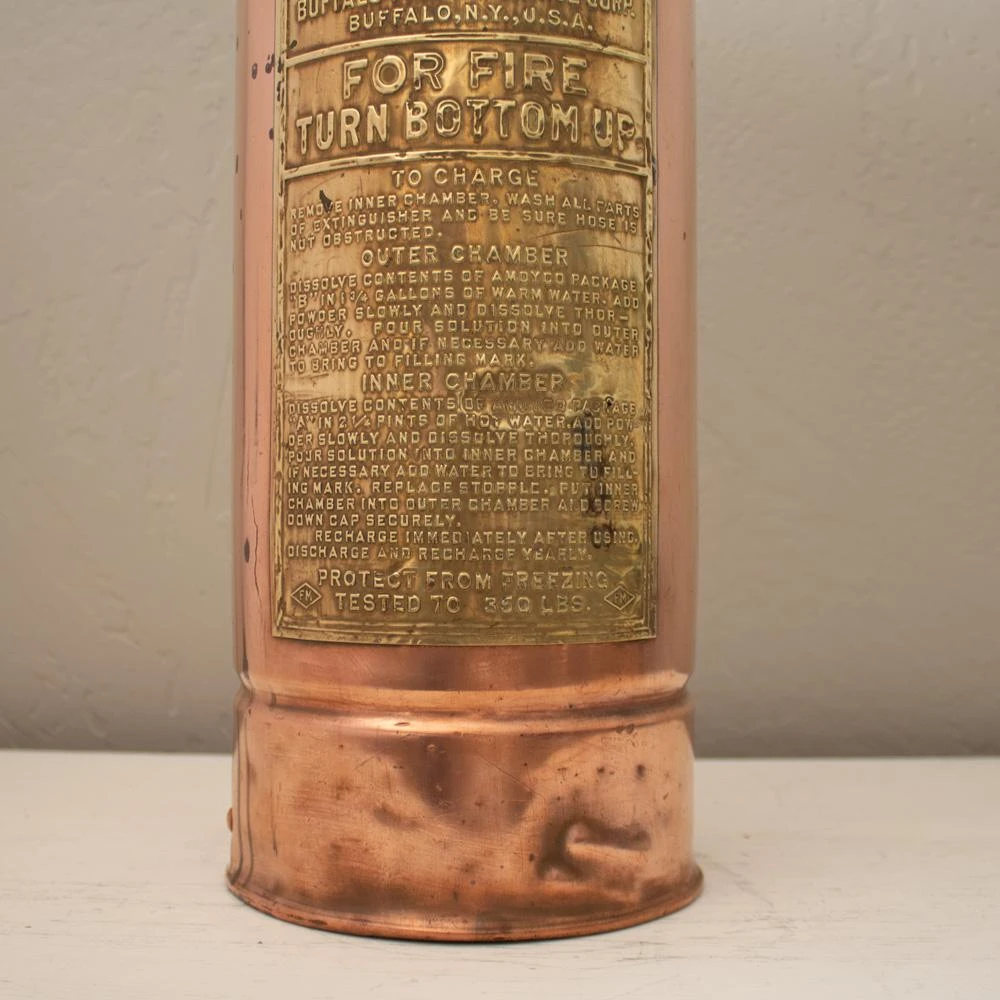 BUFFALO CORP.
BUFFALO, N.Y., U.S.A.
FOR FIRE
TURN BOTTOM UP
TO CHARGE
REMOVE INNER CHAMBER. WASH ALL PARTS
OF EXTINGUISHER AND BE SURE HOSE IS
NOT OBSTRUCTED.
OUTER CHAMBER
DISSOLVE CONTENTS OF AMDYCO PACKAGE
"B" IN 1¾ GALLONS OF WARM WATER. ADD
POWDER SLOWLY AND DISSOLVE THOR-
OUGHLY. POUR SOLUTION INTO OUTER
CHAMBER AND IF NECESSARY ADD WATER
TO BRING TO FILLING MARK.
INNER CHAMBER
DISSOLVE CONTENTS OF PACKAGE
"A" IN 2½ PINTS OF HOT WATER. ADD POW-
DER SLOWLY AND DISSOLVE THOROUGHLY.
POUR SOLUTION INTO INNER CHAMBER AND
IF NECESSARY ADD WATER TO BRING TO FILL-
ING MARK. REPLACE STOPPLE. PUT INNER
CHAMBER INTO OUTER CHAMBER AND SCREW
DOWN CAP SECURELY.
RECHARGE IMMEDIATELY AFTER USING.
DISCHARGE AND RECHARGE YEARLY.
PROTECT FROM FREEZING
FM TESTED TO 350 LBS. FM